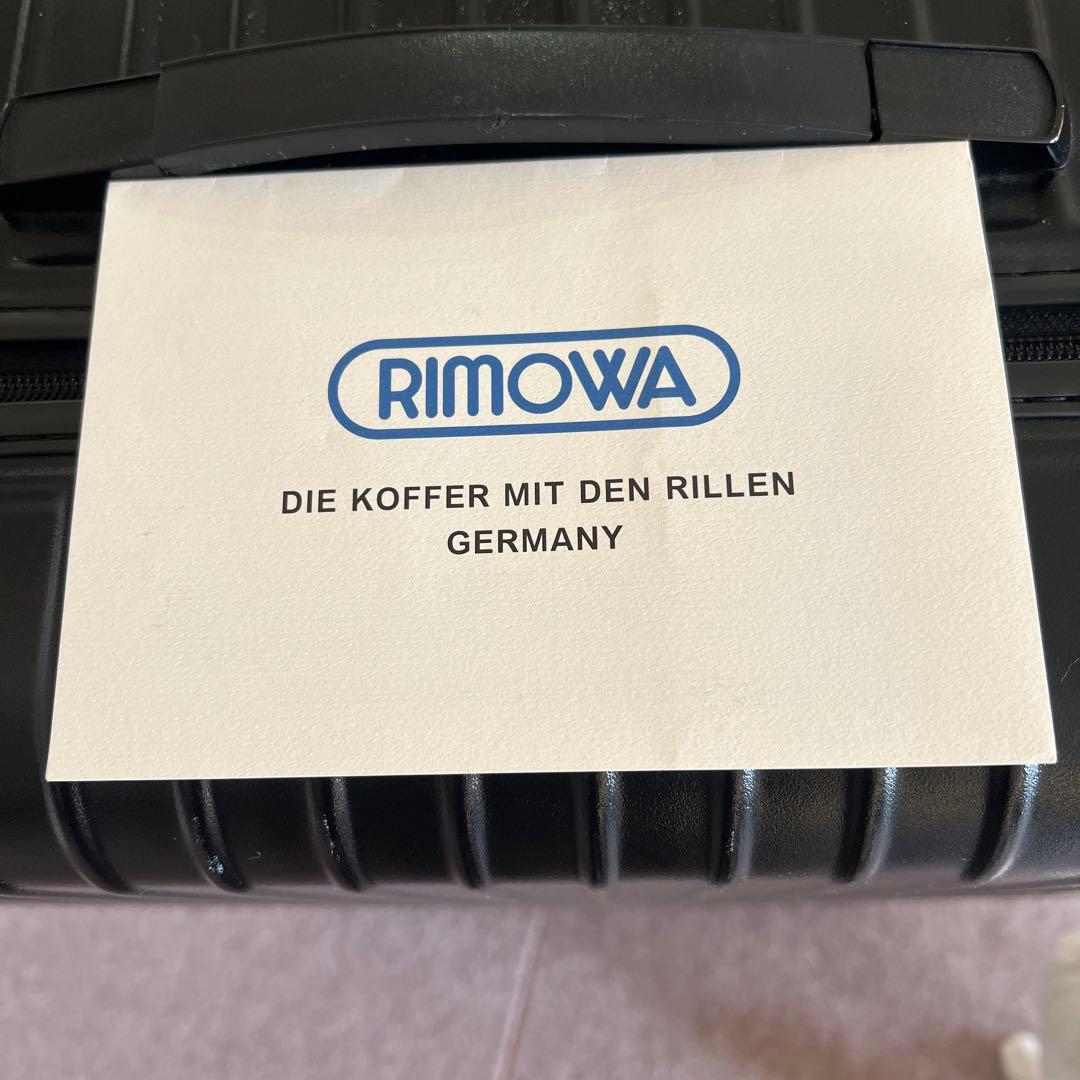 RIMOWA
DIE KOFFER MIT DEN RILLEN
GERMANY